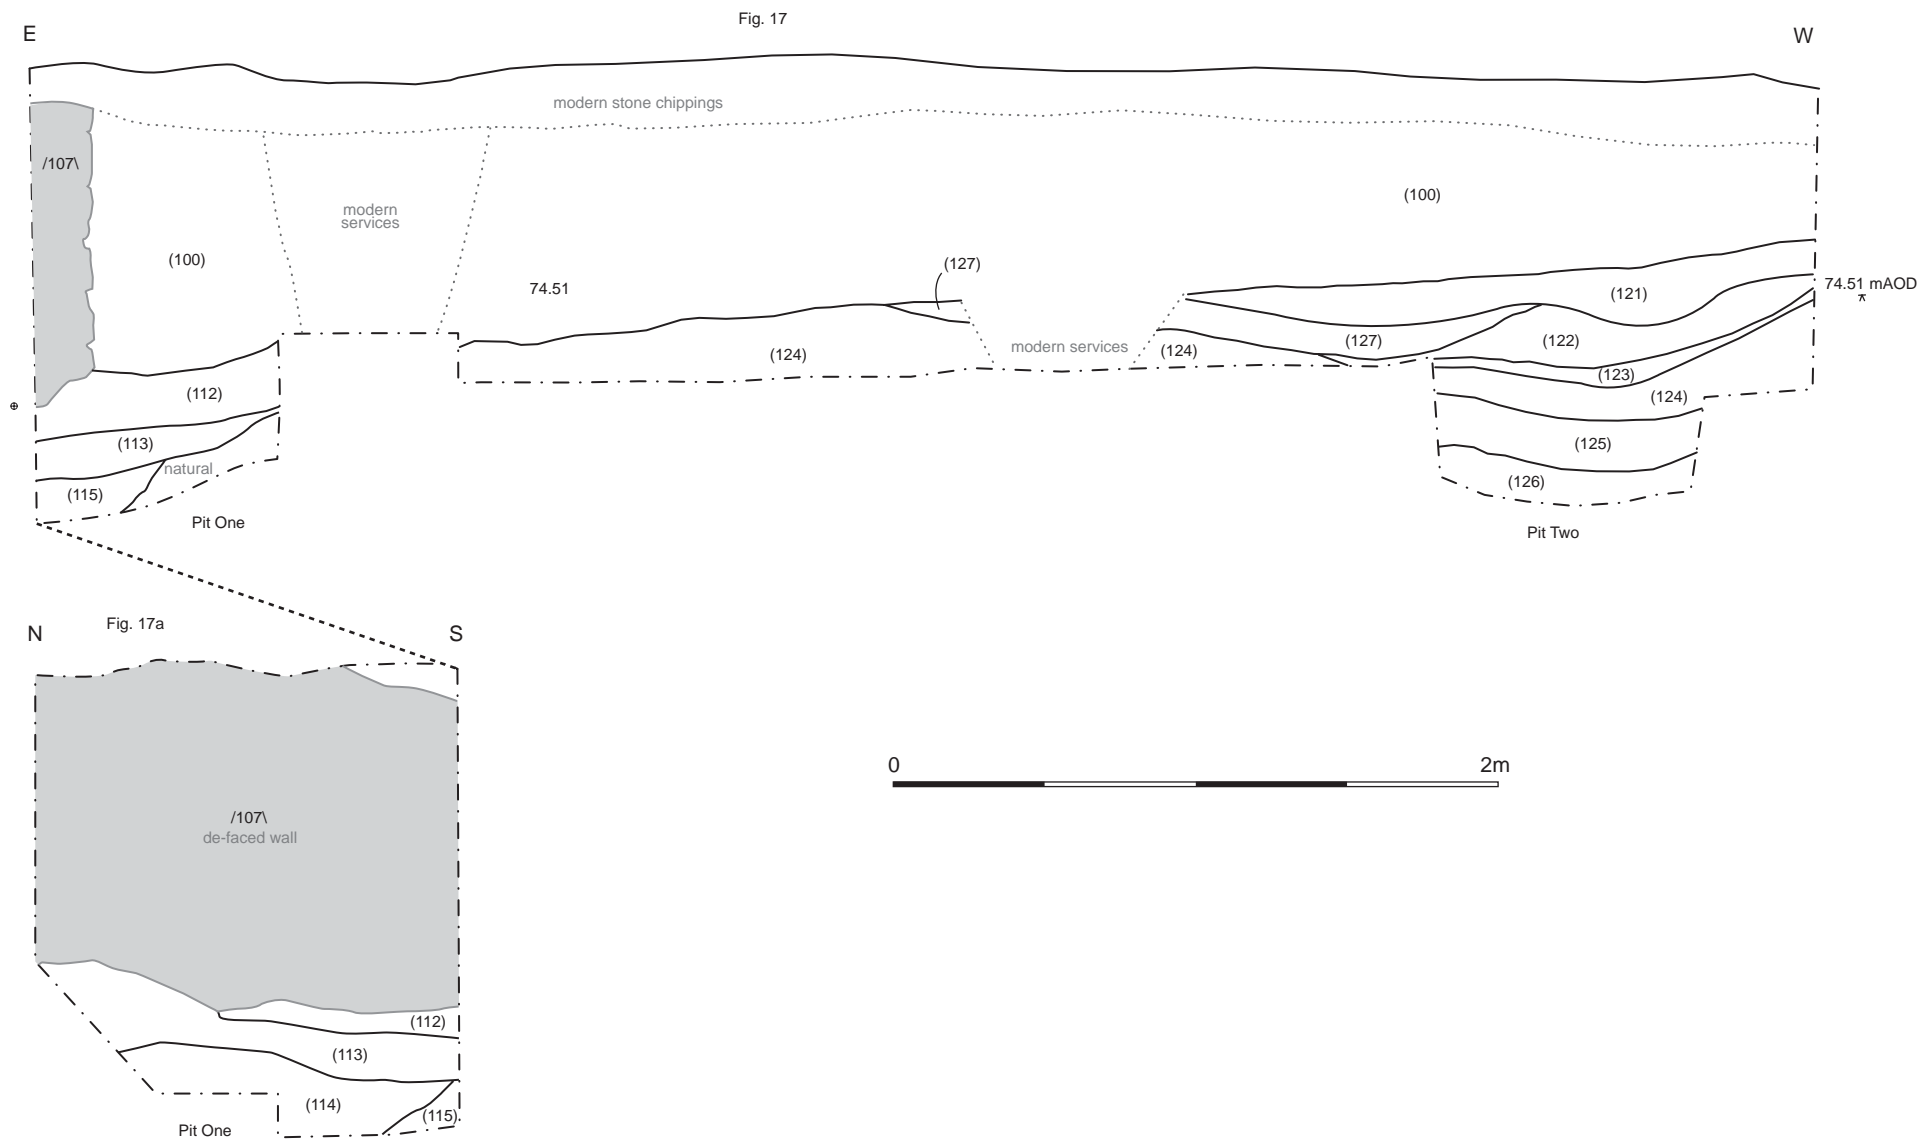 Fig. 17
E
W
modern stone chippings
/107\
(100)
modern
services
(100)
(127)
74.51
(121)
74.51 mAOD
(124)
modern services
(124)
(127)
(122)
(123)
(124)
(112)
(113)
natural
(115)
(125)
(126)
Pit One
Pit Two
Fig. 17a
N
S
/107\
de-faced wall
0
2m
(112)
(113)
(114)
(115)
Pit One